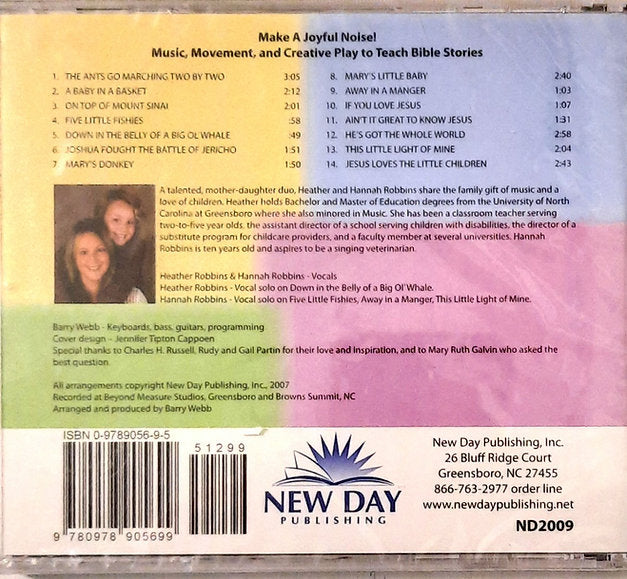 Make A Joyful Noise!
Music, Movement, and Creative Play to Teach Bible Stories
1. THE ANTS GO MARCHING TWO BY TWO 3:05
2. A BABY IN A BASKET 2:12
3. ON TOP OF MOUNT SINAI 2:01
4. FIVE LITTLE FISHIES :58
5. DOWN IN THE BELLY OF A BIG OL' WHALE :49
6. JOSHUA FOUGHT THE BATTLE OF JERICHO 1:51
7. MARY'S DONKEY 1:50
8. MARY'S LITTLE BABY 2:40
9. AWAY IN A MANGER 1:03
10. IF YOU LOVE JESUS 1:07
11. AIN'T IT GREAT TO KNOW JESUS 1:31
12. HE'S GOT THE WHOLE WORLD 2:58
13. THIS LITTLE LIGHT OF MINE 2:04
14. JESUS LOVES THE LITTLE CHILDREN 2:43
A talented, mother-daughter duo, Heather and Hannah Robbins share the family gift of music and a
love of children. Heather holds Bachelor and Master of Education degrees from the University of North
Carolina at Greensboro where she also minored in Music. She has been a classroom teacher serving
two-to-five year olds, the assistant director of a school serving children with disabilities, the director of a
substitute program for childcare providers, and a faculty member at several universities. Hannah
Robbins is ten years old and aspires to be a singing veterinarian.
Heather Robbins & Hannah Robbins - Vocals
Heather Robbins - Vocal solo on Down in the Belly of a Big Ol' Whale.
Hannah Robbins - Vocal solo on Five Little Fishies, Away in a Manger, This Little Light of Mine.
Barry Webb - Keyboards, bass, guitars, programming
Cover design - Jennifer Tipton Cappoen
Special thanks to Charles H. Russell, Rudy and Gail Partin for their love and inspiration, and to Mary Ruth Galvin who asked the
best question.
All arrangements copyright New Day Publishing, Inc., 2007
Recorded at Beyond Measure Studios, Greensboro and Browns Summit, NC
Arranged and produced by Barry Webb
ISBN 0-9789056-9-5
51299
9 780978 905699
NEW DAY
PUBLISHING
New Day Publishing, Inc.
26 Bluff Ridge Court
Greensboro, NC 27455
866-763-2977 order line
www.newdaypublishing.net
ND2009